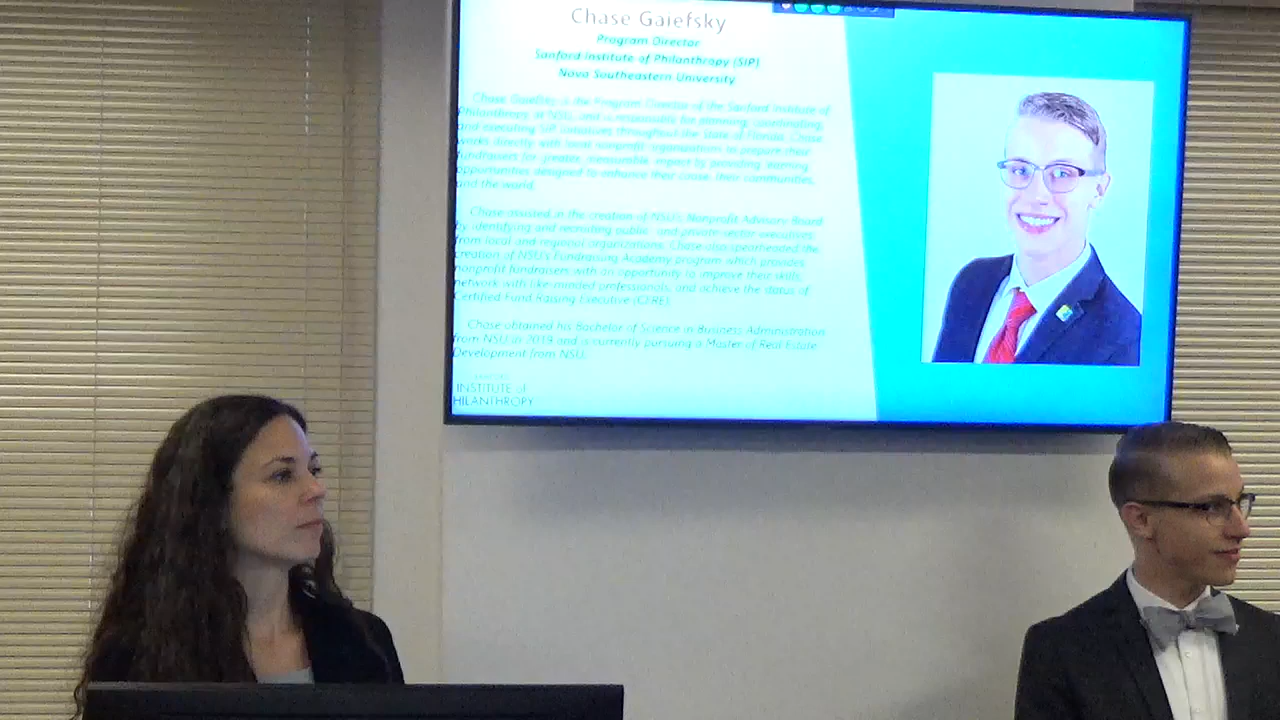 Chase Gaiefsky
Program Director
Sanford Institute of Philanthropy (SIP)
Nova Southeastern University
Chase Gaiefsky is the Program Director of the Sanford Institute of
Philanthropy at NSU, and is responsible for planning, coordinating,
and executing SIP initiatives throughout the State of Florida. Chase
works directly with local nonprofit organizations to prepare their
fundraisers for greater, measurable impact by providing learning
opportunities designed to enhance their cause, their communities,
and the world.
Chase assisted in the creation of NSU's Nonprofit Advisory Board
by identifying and recruiting public- and private-sector executives
from local and regional organizations. Chase also spearheaded the
creation of NSU's Fundraising Academy program which provides
nonprofit fundraisers with an opportunity to improve their skills,
network with like-minded professionals, and achieve the status of
Certified Fund Raising Executive (CFRE).
Chase obtained his Bachelor of Science in Business Administration
from NSU in 2019 and is currently pursuing a Master of Real Estate
Development from NSU.
INSTITUTE of
HILANTHROPY